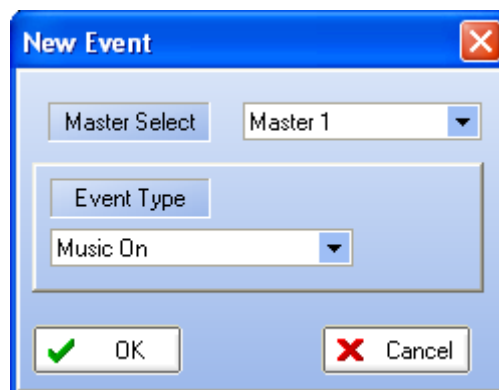 New Event
Master Select Master 1
Event Type
Music On
OK Cancel